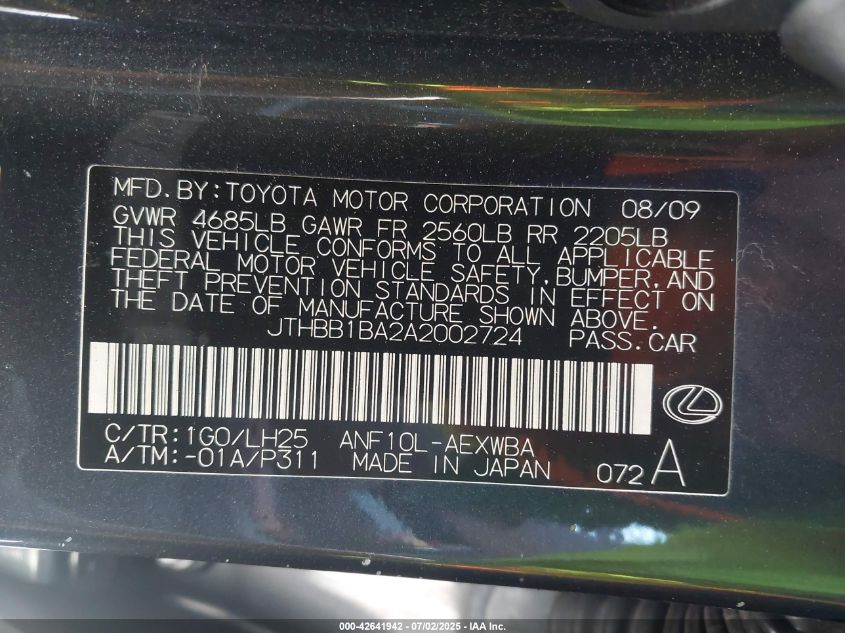 MFD.BY:TOYOTA MOTOR CORPORATION 08/09
GVWR 4685LB GAWR FR 2560LB RR 2205LB
THIS VEHICLE CONFORMS TO ALL APPLICABLE
FEDERAL MOTOR VEHICLE SAFETY,BUMPER,AND
THEFT PREVENTION STANDARDS IN EFFECT ON
THE DATE OF MANUFACTURE SHOWN ABOVE.
JTHBB1BA2A2002724 PASS.CAR
C/TR:1G0/LH25 ANF10L-AEXWBA
A/TM:-01A/P311 MADE IN JAPAN 072A
000-42641942 - 07/02/2025 - IAA Inc.